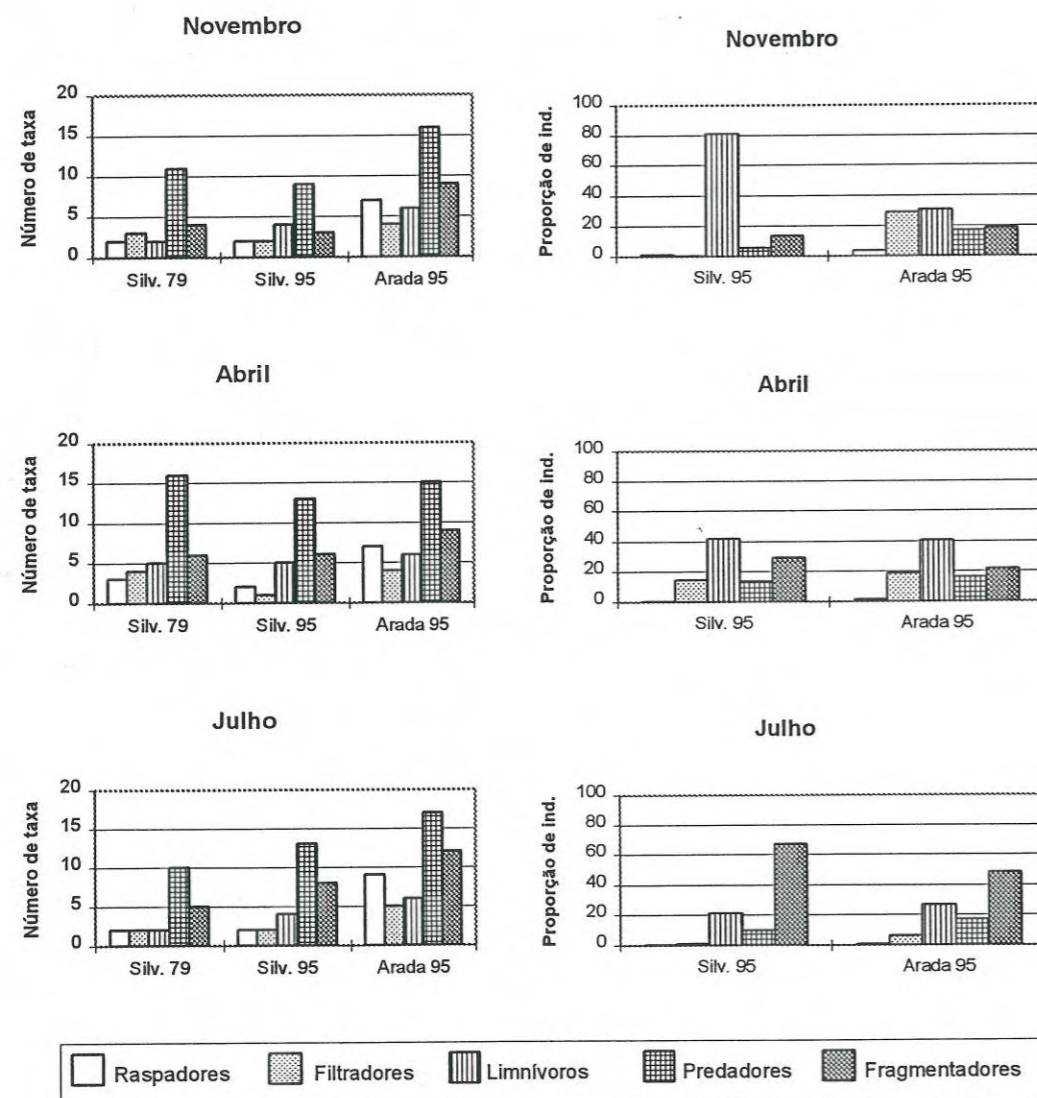 Novembro
Número de taxa
20
15
10
5
0
Silv. 79 Silv. 95 Arada 95
Novembro
Proporção de ind.
100
80
60
40
20
0
Silv. 95 Arada 95
Abril
Número de taxa
20
15
10
5
0
Silv. 79 Silv. 95 Arada 95
Abril
Proporção de ind.
100
80
60
40
20
0
Silv. 95 Arada 95
Julho
Número de taxa
20
15
10
5
0
Silv. 79 Silv. 95 Arada 95
Julho
Proporção de ind.
100
80
60
40
20
0
Silv. 95 Arada 95
Raspadores Filtradores Limnívoros Predadores Fragmentadores